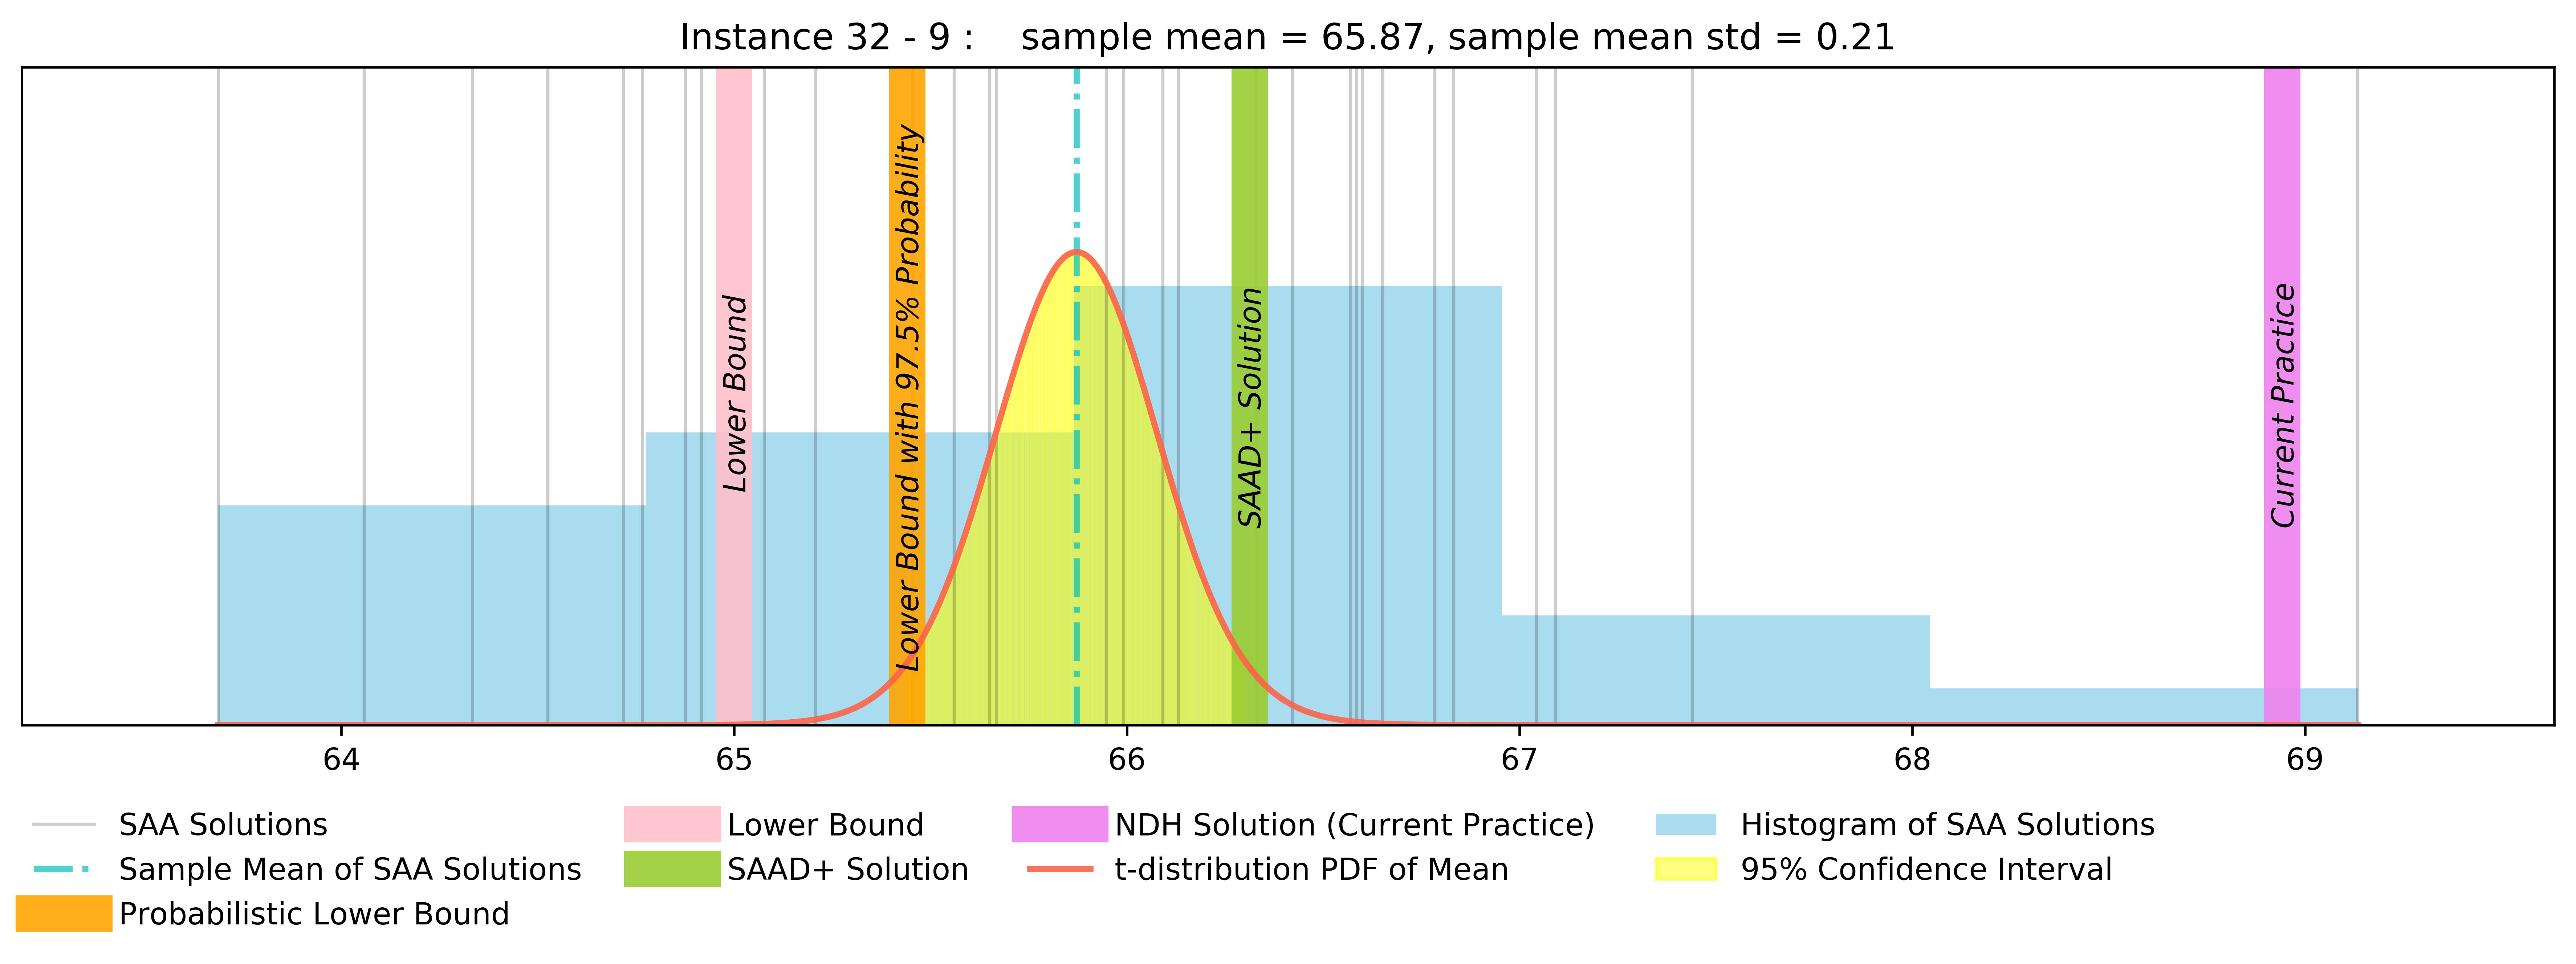 Instance 32 - 9 :    sample mean = 65.87, sample mean std = 0.21
Lower Bound
Lower Bound with 97.5% Probability
SAAD+ Solution
Current Practice
64 65 66 67 68 69
SAA Solutions
Sample Mean of SAA Solutions
Probabilistic Lower Bound
Lower Bound
SAAD+ Solution
NDH Solution (Current Practice)
t-distribution PDF of Mean
Histogram of SAA Solutions
95% Confidence Interval